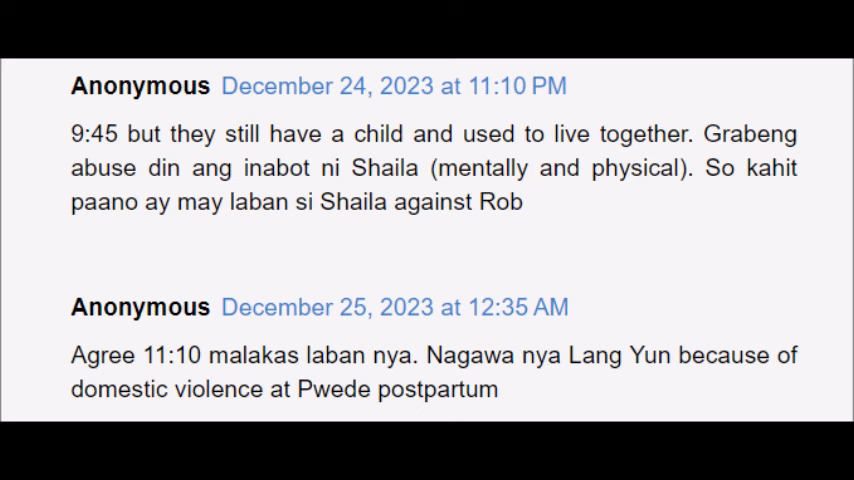 Anonymous December 24, 2023 at 11:10 PM
9:45 but they still have a child and used to live together. Grabeng
abuse din ang inabot ni Shaila (mentally and physical). So kahit
paano ay may laban si Shaila against Rob
Anonymous December 25, 2023 at 12:35 AM
Agree 11:10 malakas laban nya. Nagawa nya Lang Yun because of
domestic violence at Pwede postpartum